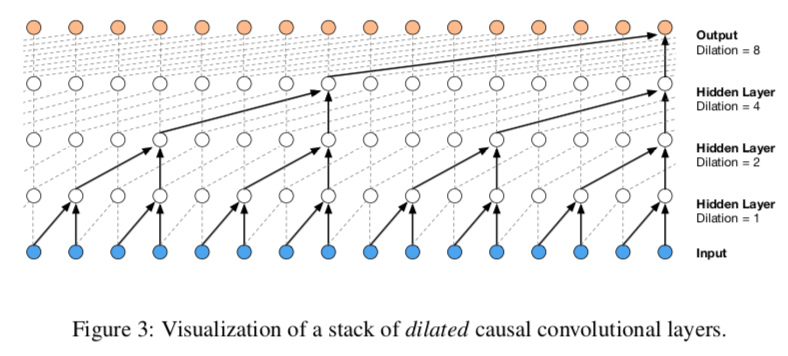 Output
Dilation = 8
Hidden Layer
Dilation = 4
Hidden Layer
Dilation = 2
Hidden Layer
Dilation = 1
Input
Figure 3: Visualization of a stack of dilated causal convolutional layers.